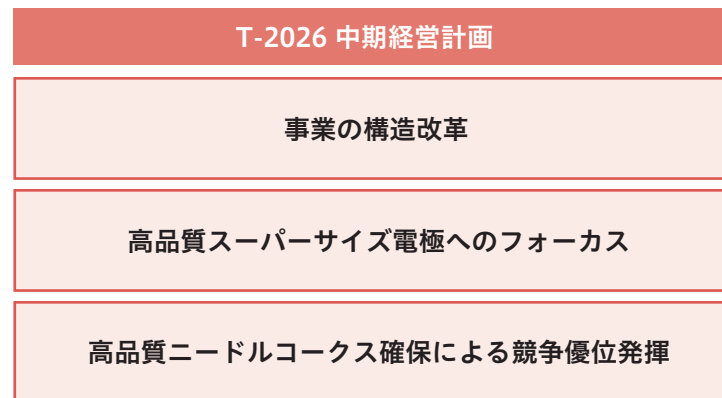 T-2026 中期経営計画
事業の構造改革
高品質スーパーサイズ電極へのフォーカス
高品質ニードルコークス確保による競争優位発揮